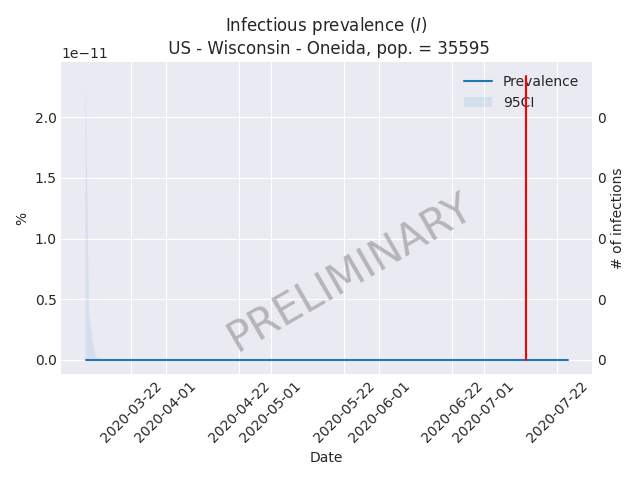 Infectious prevalence (I)
US - Wisconsin - Oneida, pop. = 35595
1e−11
Prevalence
95CI
2.0
1.5
1.0
0.5
0.0
%
0
0
0
0
0
# of infections
PRELIMINARY
2020-03-22
2020-04-01
2020-04-22
2020-05-01
2020-05-22
2020-06-01
2020-06-22
2020-07-01
2020-07-22
Date